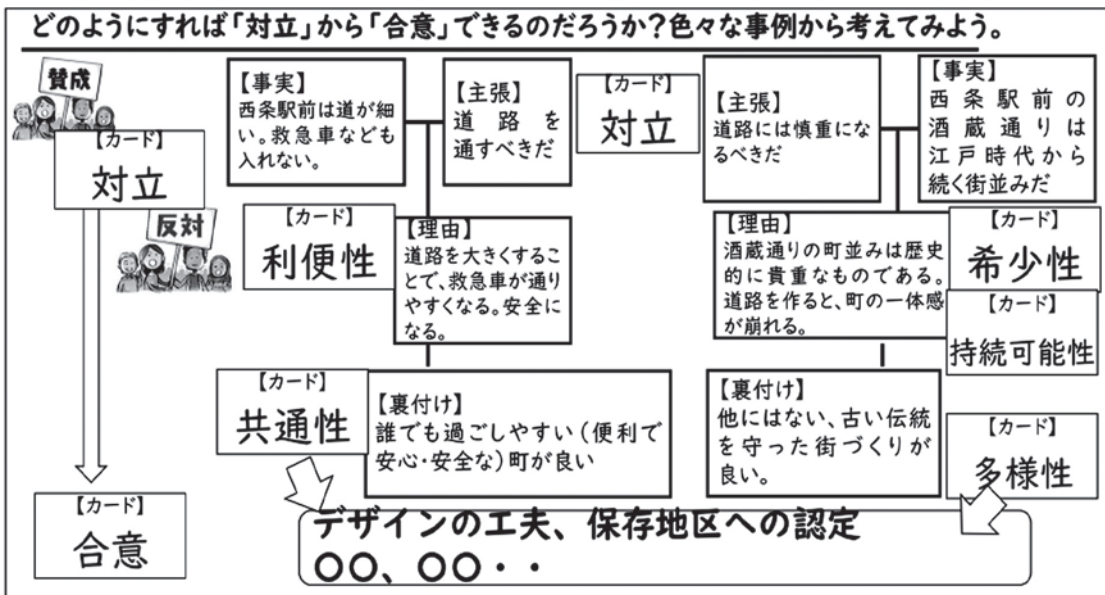 どのようにすれば「対立」から「合意」できるのだろうか？色々な事例から考えてみよう。
賛成
【カード】
対立
反対
【カード】
合意
【事実】
西条駅前は道が細
い。救急車なども
入れない。
【主張】
道路を
通すべきだ
【カード】
利便性
【理由】
道路を大きくするこ
とで、救急車が通り
やすくなる。安全に
なる。
【カード】
共通性
【裏付け】
誰でも過ごしやすい（便利で
安心・安全な）町が良い
【カード】
対立
【主張】
道路には慎重にな
るべきだ
【事実】
西条駅前の
酒蔵通りは
江戸時代から
続く街並みだ
【理由】
酒蔵通りの町並みは歴史
的に貴重なものである。
道路を作ると、町の一体感
が崩れる。
【カード】
希少性
【カード】
持続可能性
【裏付け】
他にはない、古い伝統
を守った街づくりが
良い。
【カード】
多様性
デザインの工夫、保存地区への認定
〇〇、〇〇・・